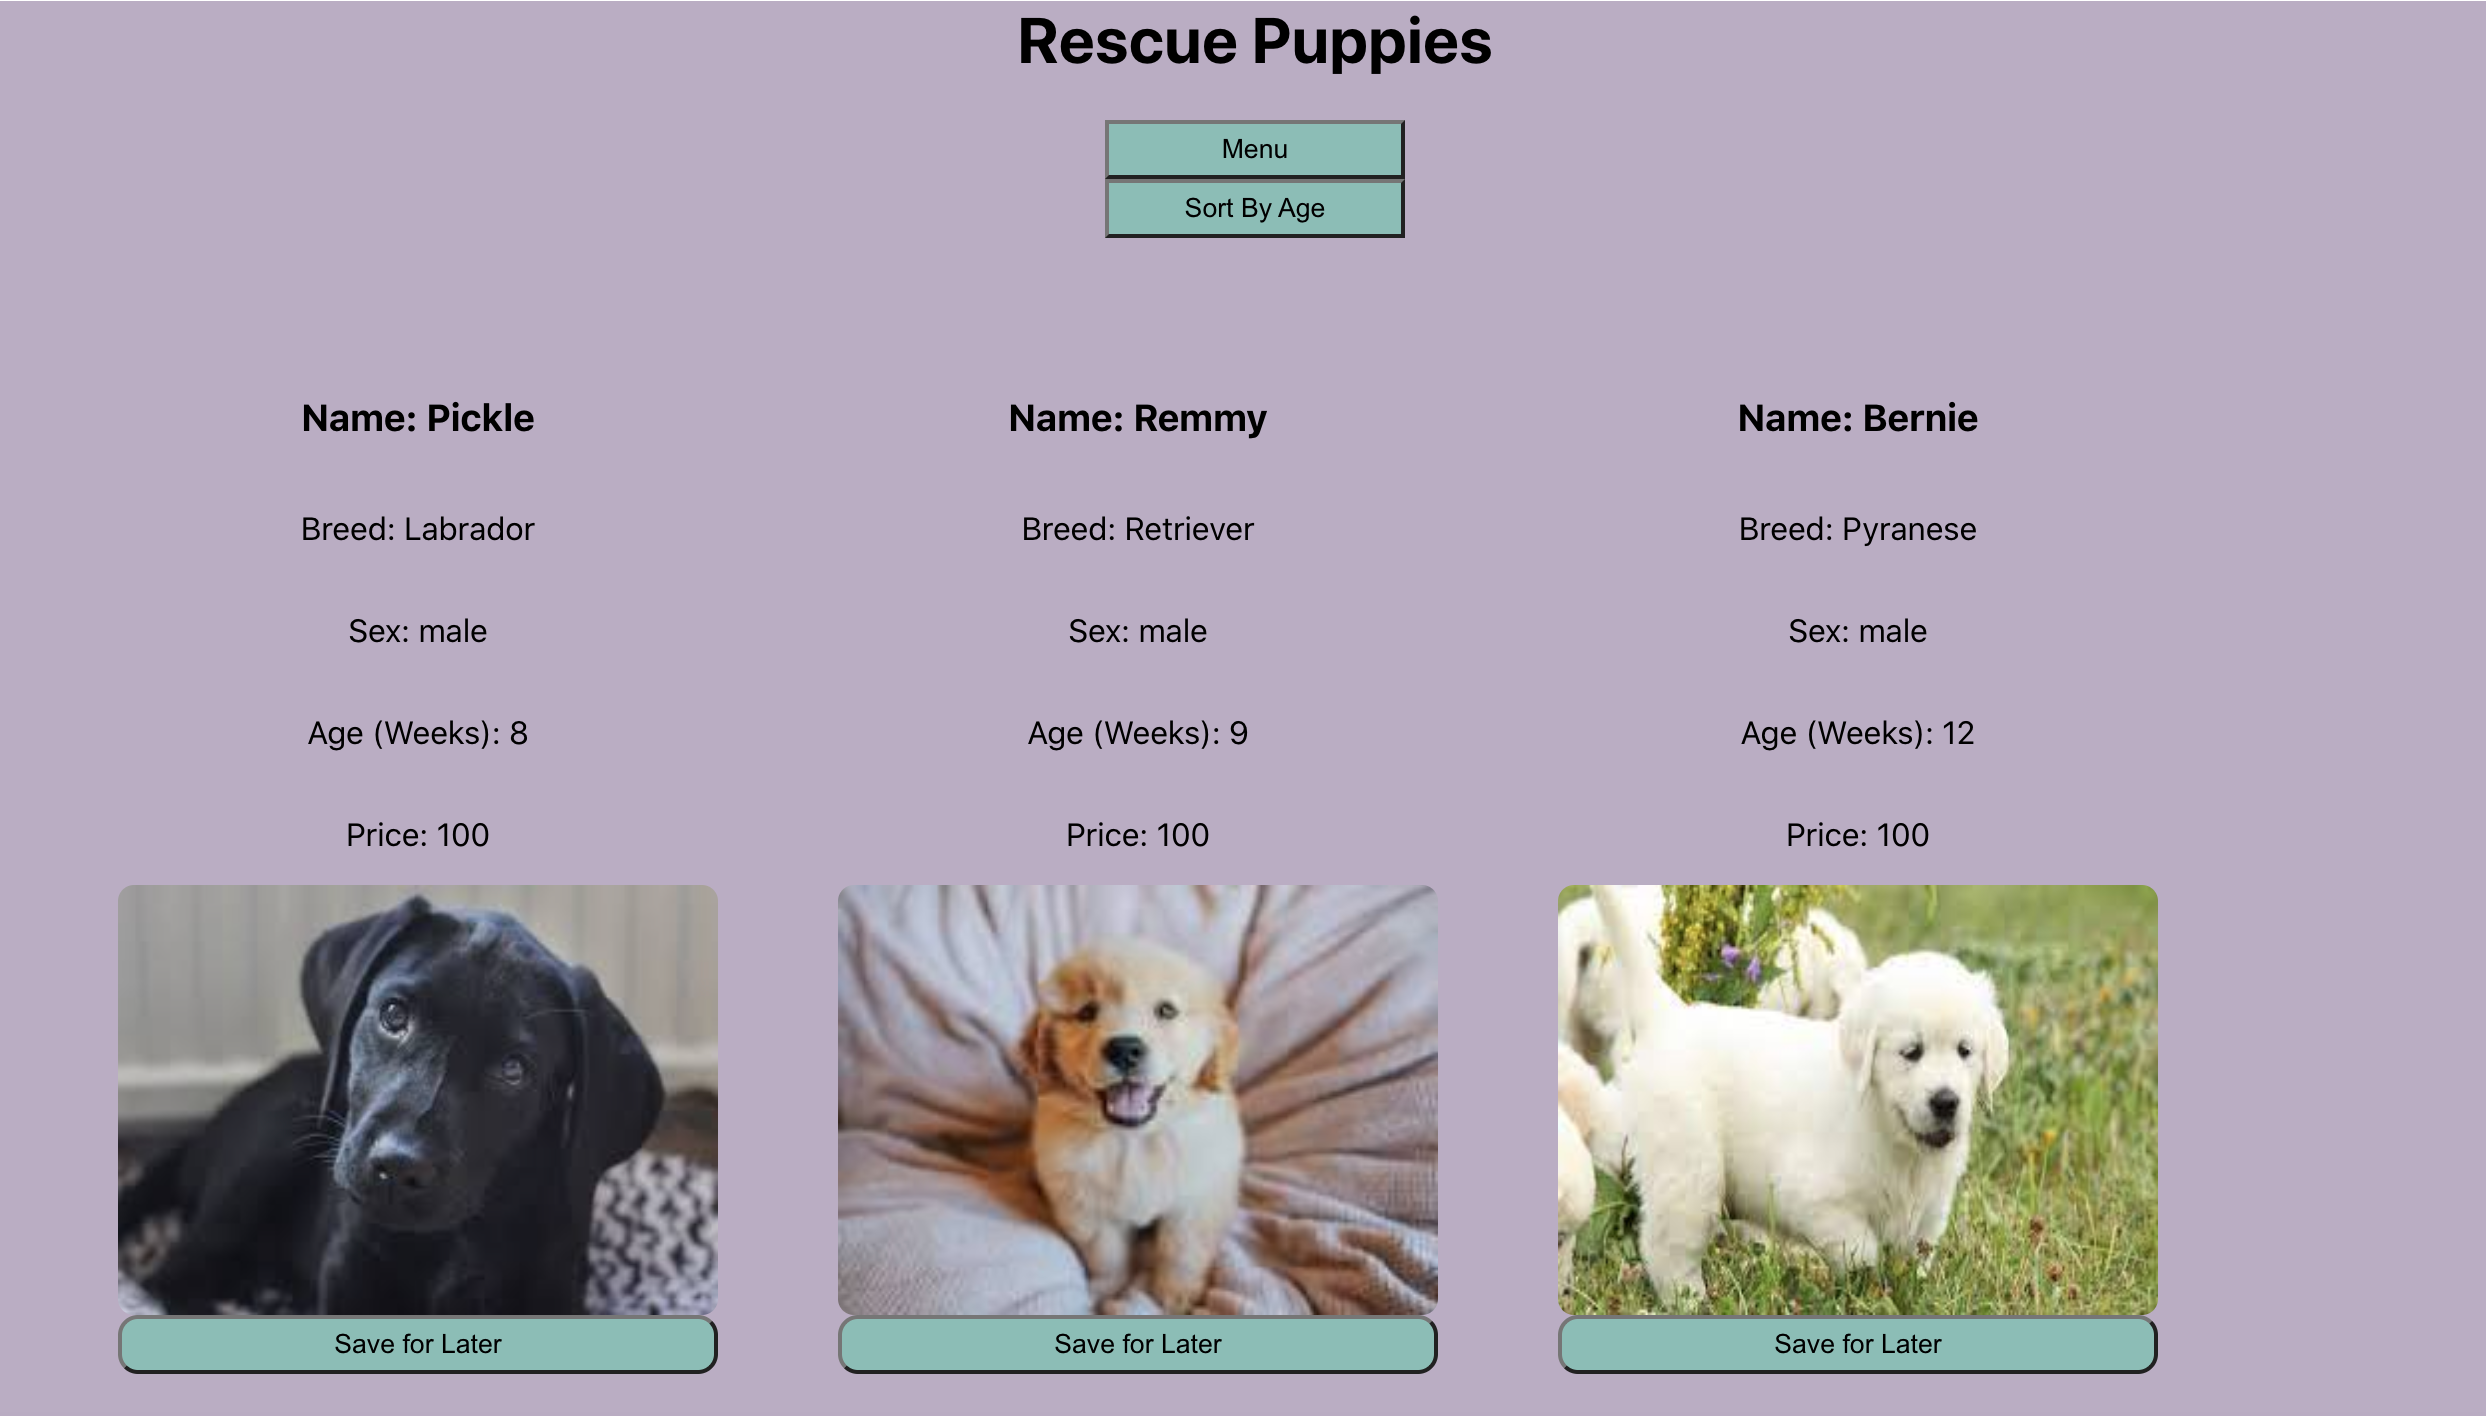 Rescue Puppies
Menu
Sort By Age
Name: Pickle
Breed: Labrador
Sex: male
Age (Weeks): 8
Price: 100
Save for Later
Name: Remmy
Breed: Retriever
Sex: male
Age (Weeks): 9
Price: 100
Save for Later
Name: Bernie
Breed: Pyranese
Sex: male
Age (Weeks): 12
Price: 100
Save for Later